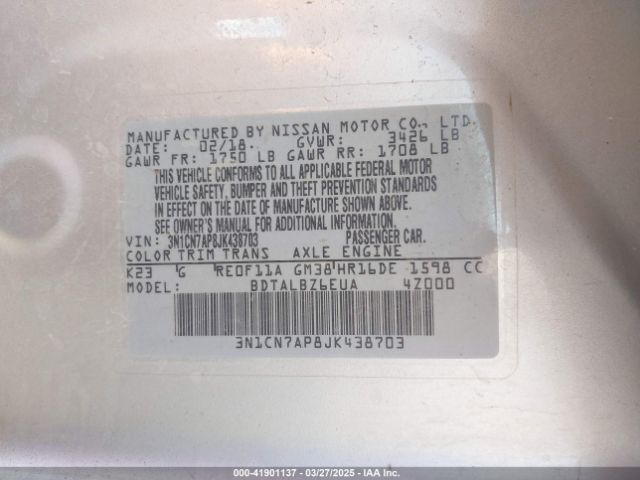 MANUFACTURED BY NISSAN MOTOR CO., LTD.
DATE: 02/18. GVWR: 3426 LB
GAWR FR: 1750 LB GAWR RR: 1708 LB
THIS VEHICLE CONFORMS TO ALL APPLICABLE FEDERAL MOTOR
VEHICLE SAFETY, BUMPER AND THEFT PREVENTION STANDARDS
IN EFFECT ON THE DATE OF MANUFACTURE SHOWN ABOVE.
SEE OWNER'S MANUAL FOR ADDITIONAL INFORMATION.
VIN: 3N1CN7AP8JK438703 PASSENGER CAR.
COLOR TRIM TRANS AXLE ENGINE
K23 G RE0F11A GM38 HR16DE 1598 CC
MODEL: BDTALBZ6EUA 4Z000
3N1CN7AP8JK438703
000-41901137 - 03/27/2025 - IAA Inc.